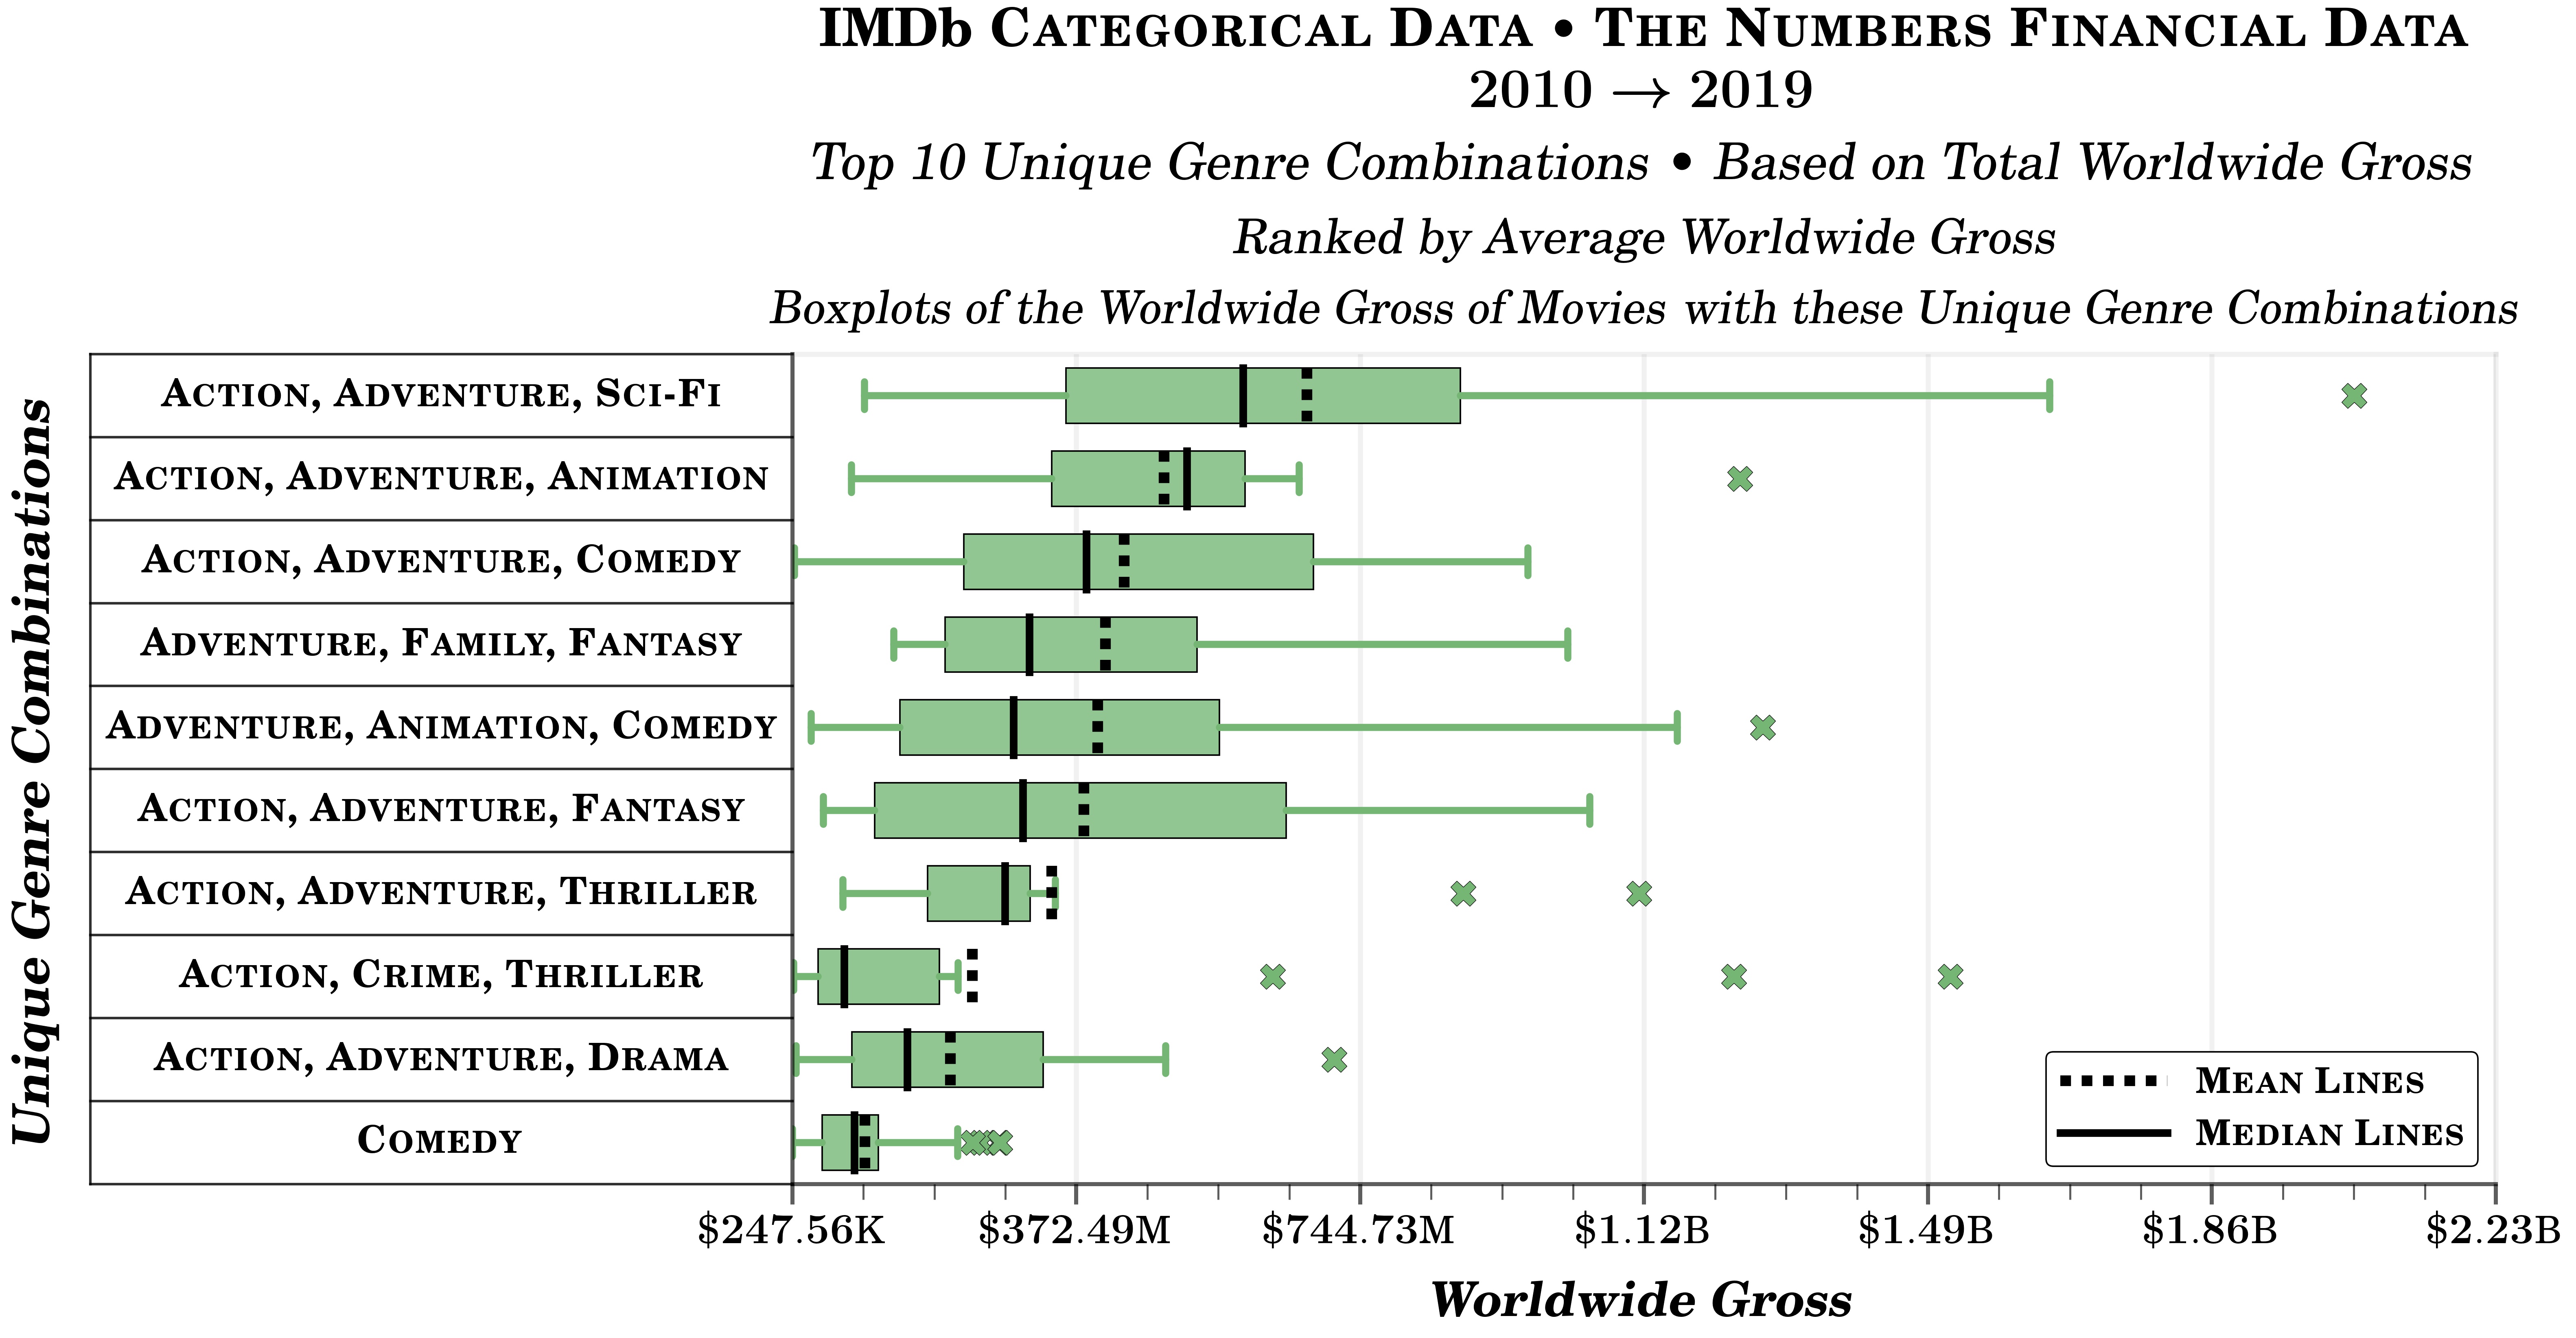 IMDb CATEGORICAL DATA • THE NUMBERS FINANCIAL DATA
2010 → 2019
Top 10 Unique Genre Combinations • Based on Total Worldwide Gross
Ranked by Average Worldwide Gross
Boxplots of the Worldwide Gross of Movies with these Unique Genre Combinations
Unique Genre Combinations
ACTION, ADVENTURE, SCI-FI
ACTION, ADVENTURE, ANIMATION
ACTION, ADVENTURE, COMEDY
ADVENTURE, FAMILY, FANTASY
ADVENTURE, ANIMATION, COMEDY
ACTION, ADVENTURE, FANTASY
ACTION, ADVENTURE, THRILLER
ACTION, CRIME, THRILLER
ACTION, ADVENTURE, DRAMA
COMEDY
MEAN LINES
MEDIAN LINES
$247.56K $372.49M $744.73M $1.12B $1.49B $1.86B $2.23B
Worldwide Gross